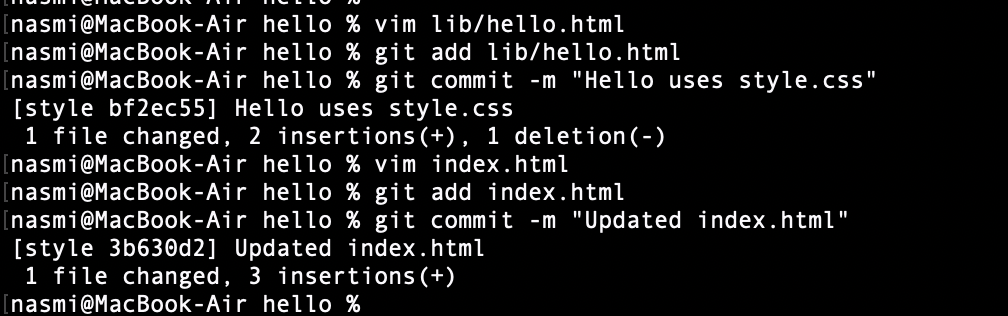 nasmi@MacBook-Air hello %
[nasmi@MacBook-Air hello % vim lib/hello.html
[nasmi@MacBook-Air hello % git add lib/hello.html
[nasmi@MacBook-Air hello % git commit -m "Hello uses style.css"
[style bf2ec55] Hello uses style.css
1 file changed, 2 insertions(+), 1 deletion(-)
[nasmi@MacBook-Air hello % vim index.html
[nasmi@MacBook-Air hello % git add index.html
[nasmi@MacBook-Air hello % git commit -m "Updated index.html"
[style 3b630d2] Updated index.html
1 file changed, 3 insertions(+)
[nasmi@MacBook-Air hello %